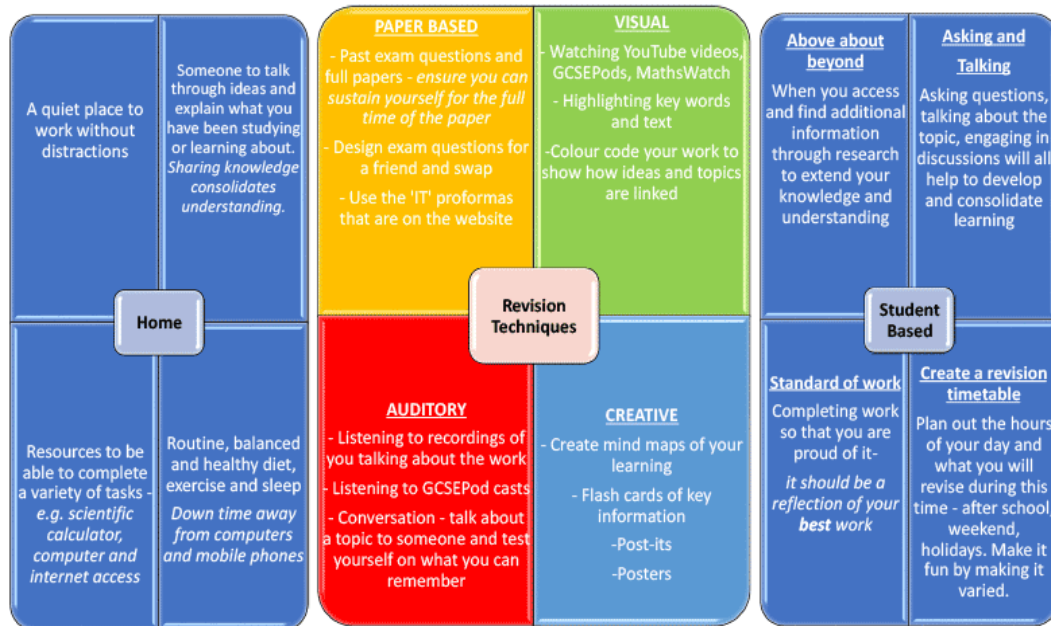 A quiet place to
work without
distractions
Someone to talk
through ideas and
explain what you
have been studying
or learning about.
Sharing knowledge
consolidates
understanding.
Home
Resources to be
able to complete
a variety of tasks -
e.g. scientific
calculator,
computer and
internet access
Routine, balanced
and healthy diet,
exercise and sleep
Down time away
from computers
and mobile phones
PAPER BASED
- Past exam questions and
full papers - ensure you can
sustain yourself for the full
time of the paper
- Design exam questions for
a friend and swap
- Use the 'IT' proformas
that are on the website
VISUAL
- Watching YouTube videos,
GCSEPods, MathsWatch
- Highlighting key words
and text
-Colour code your work to
show how ideas and topics
are linked
Revision
Techniques
AUDITORY
- Listening to recordings of
you talking about the work
- Listening to GCSEPod casts
- Conversation - talk about
a topic to someone and test
yourself on what you can
remember
CREATIVE
- Create mind maps of your
learning
- Flash cards of key
information
-Post-its
-Posters
Above about
beyond
When you access
and find additional
information
through research
to extend your
knowledge and
understanding
Asking and
Talking
Asking questions,
talking about the
topic, engaging in
discussions will all
help to develop
and consolidate
learning
Student
Based
Standard of work
Completing work
so that you are
proud of it-
it should be a
reflection of your
best work
Create a revision
timetable
Plan out the hours
of your day and
what you will
revise during this
time - after school,
weekend,
holidays. Make it
fun by making it
varied.